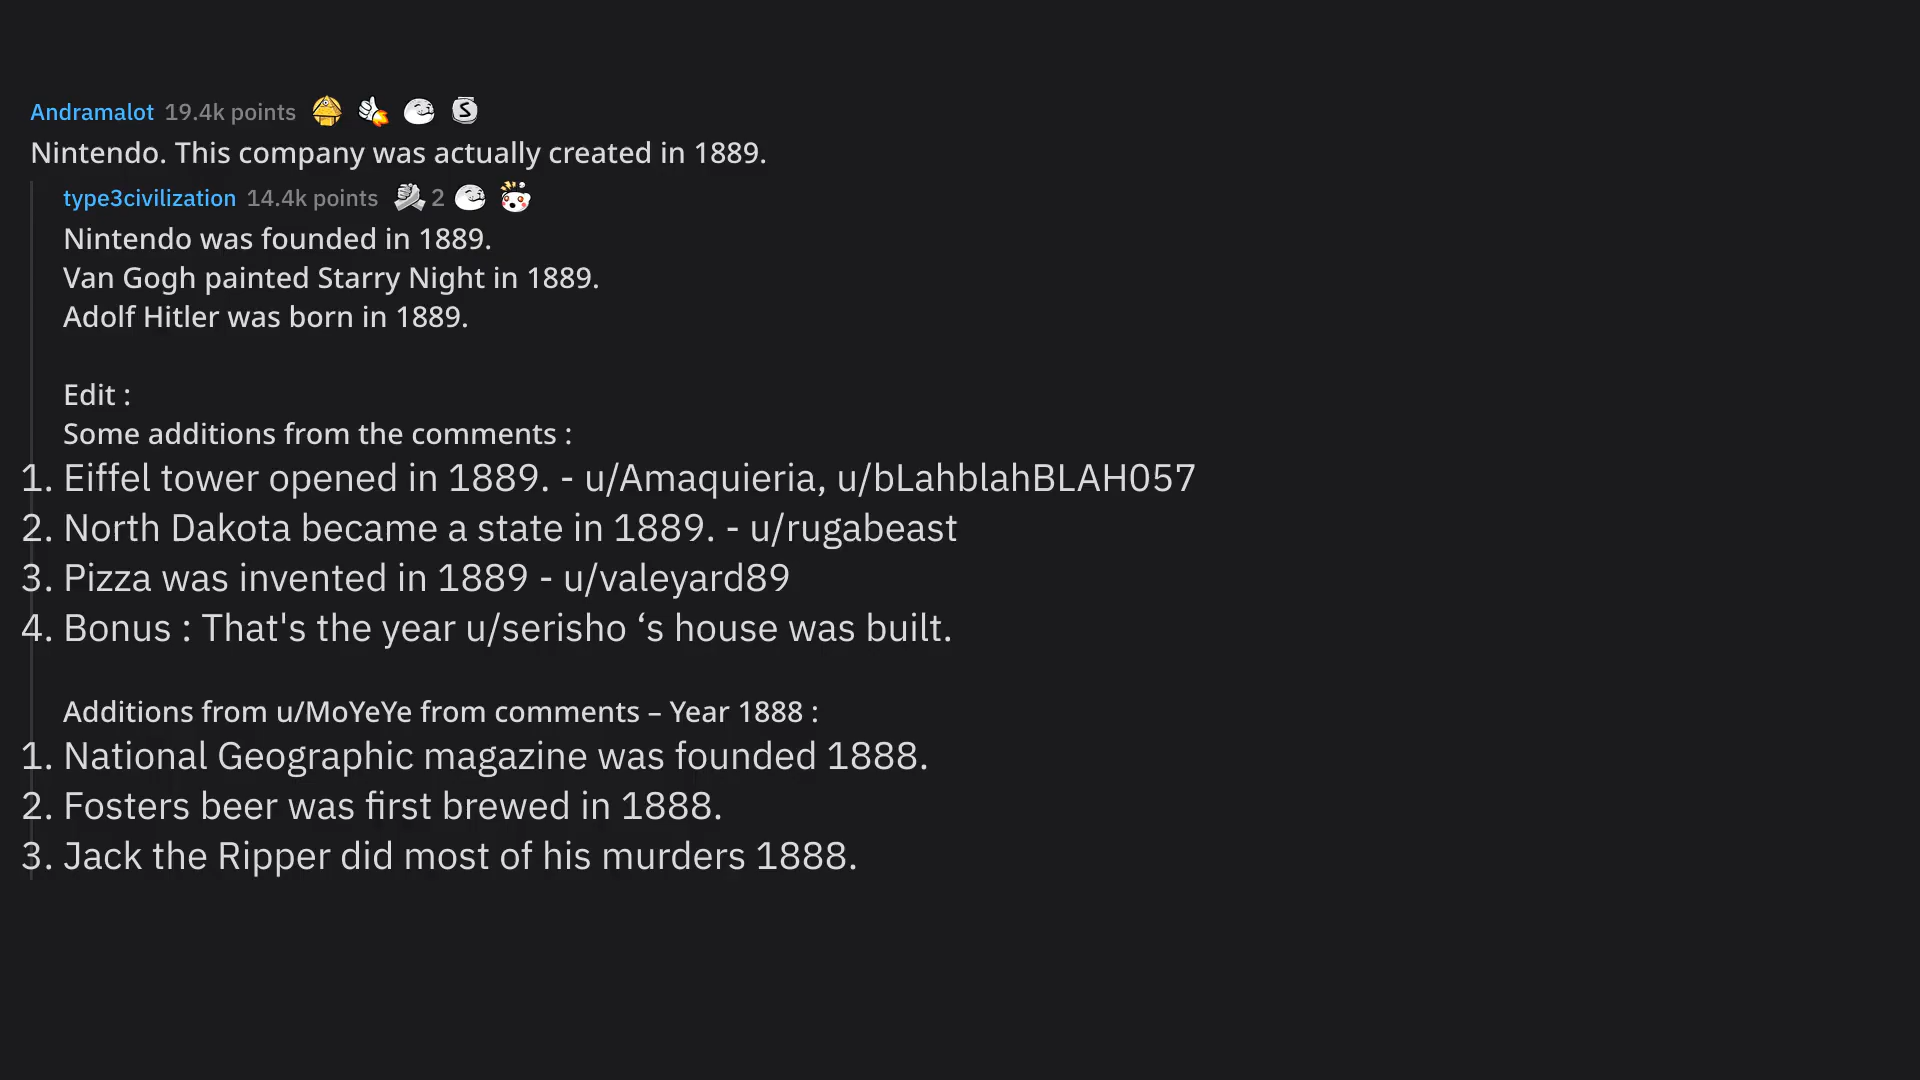 Andramalot 19.4k points
Nintendo. This company was actually created in 1889.
type3civilization 14.4k points 2
Nintendo was founded in 1889.
Van Gogh painted Starry Night in 1889.
Adolf Hitler was born in 1889.
Edit :
Some additions from the comments :
1. Eiffel tower opened in 1889. - u/Amaquieria, u/bLahblahBLAH057
2. North Dakota became a state in 1889. - u/rugabeast
3. Pizza was invented in 1889 - u/valeyard89
4. Bonus : That's the year u/serisho ‘s house was built.
Additions from u/MoYeYe from comments – Year 1888 :
1. National Geographic magazine was founded 1888.
2. Fosters beer was first brewed in 1888.
3. Jack the Ripper did most of his murders 1888.